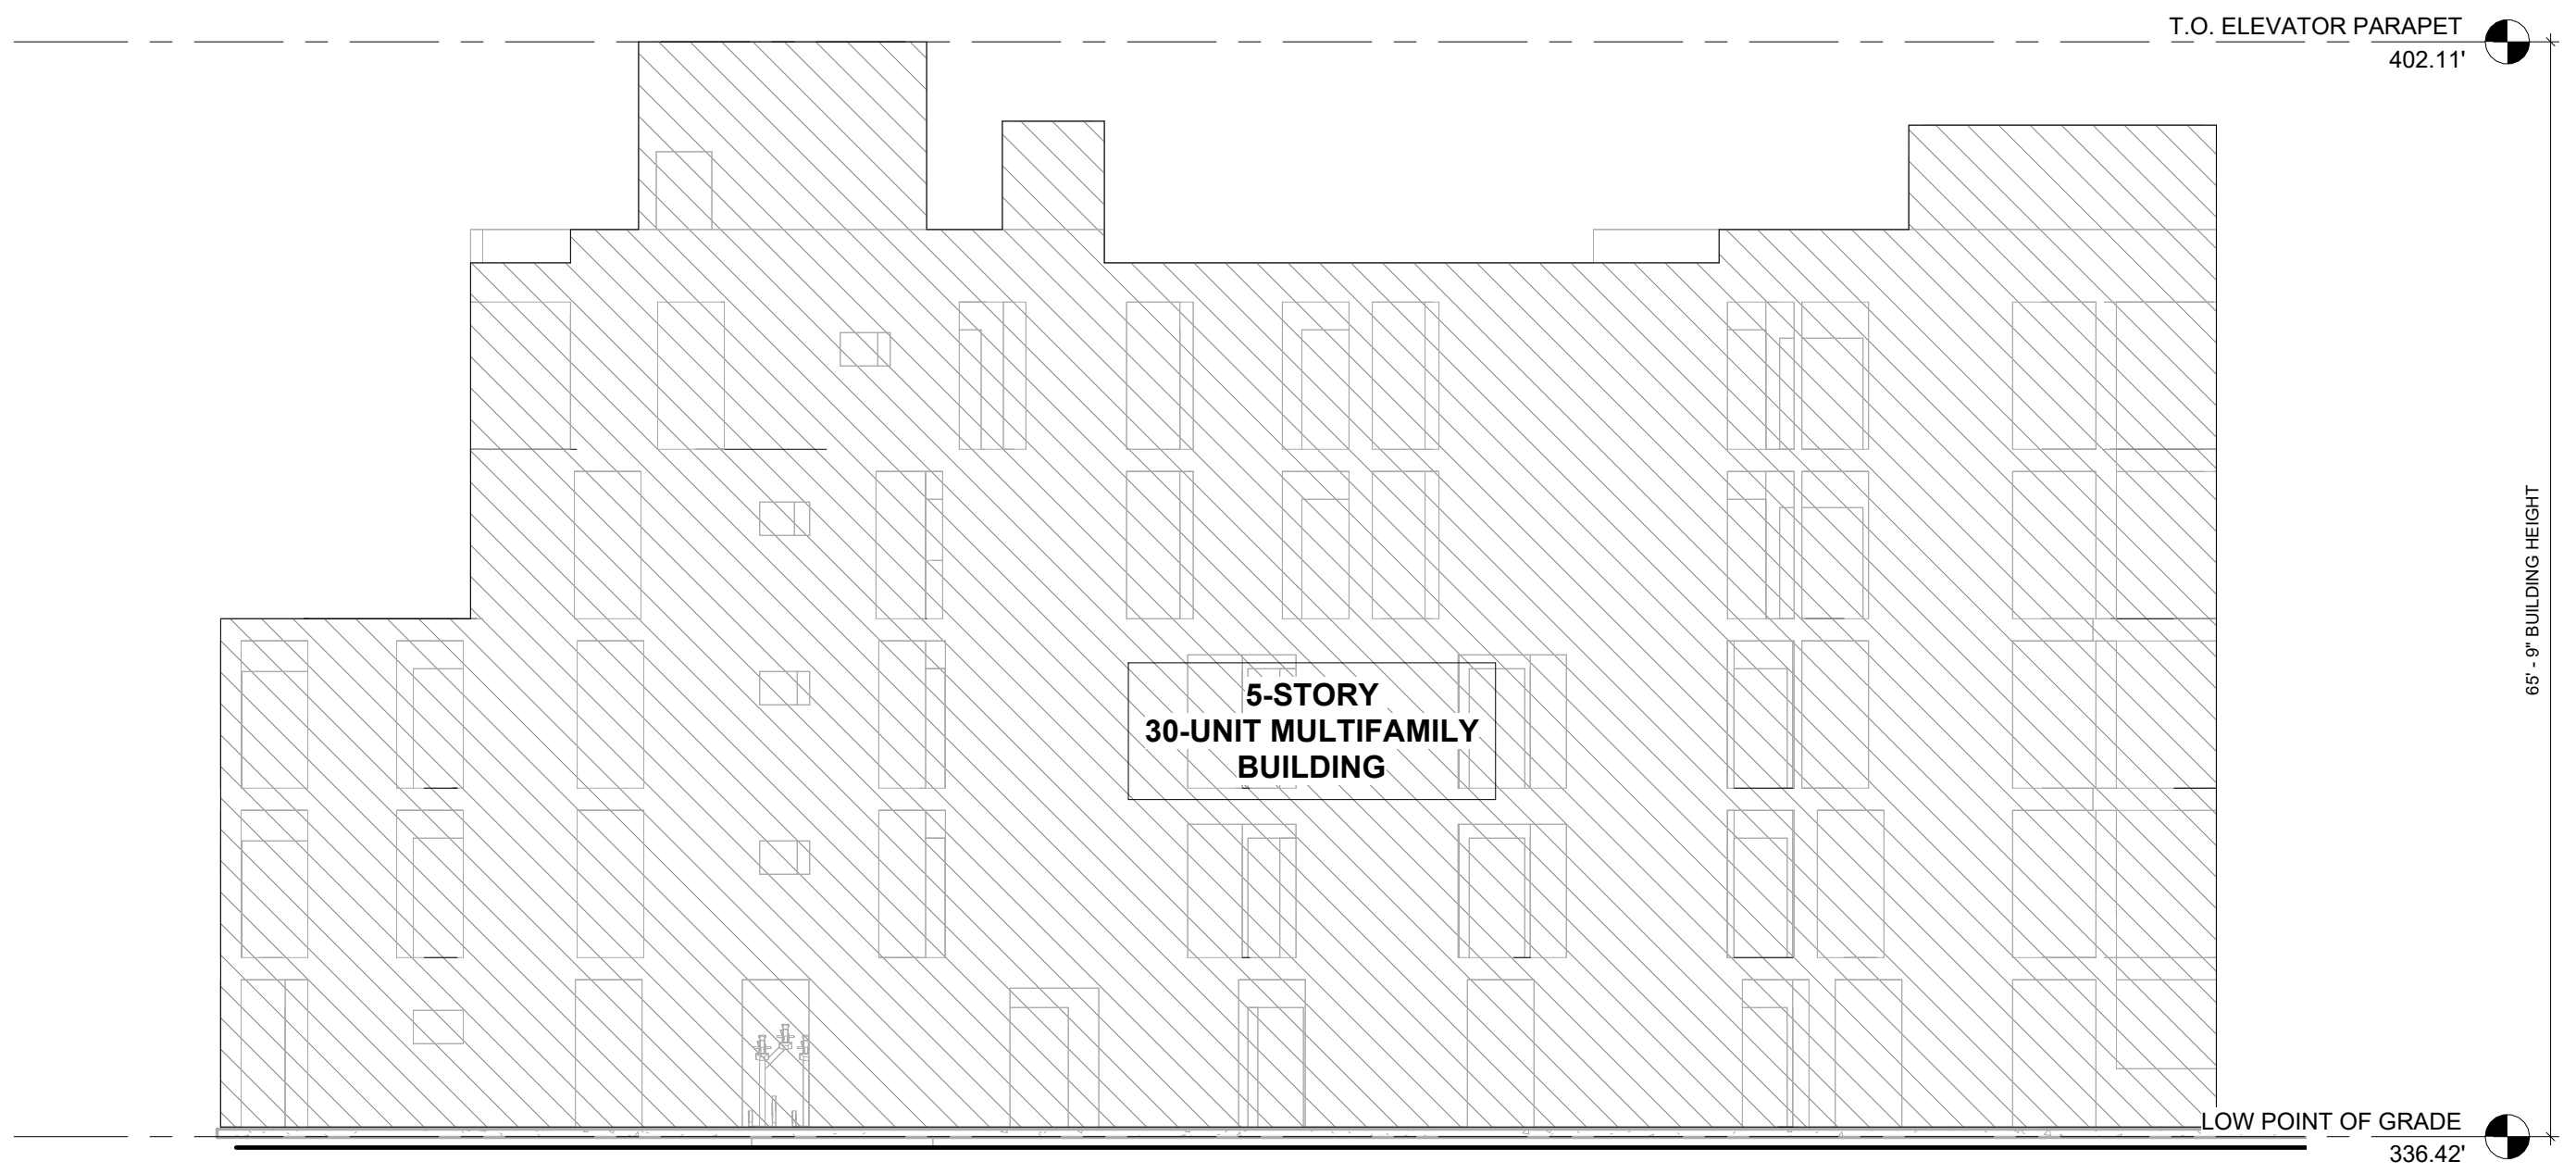 T.O. ELEVATOR PARAPET
402.11'
65' - 9" BUILDING HEIGHT
5-STORY
30-UNIT MULTIFAMILY
BUILDING
LOW POINT OF GRADE
336.42'